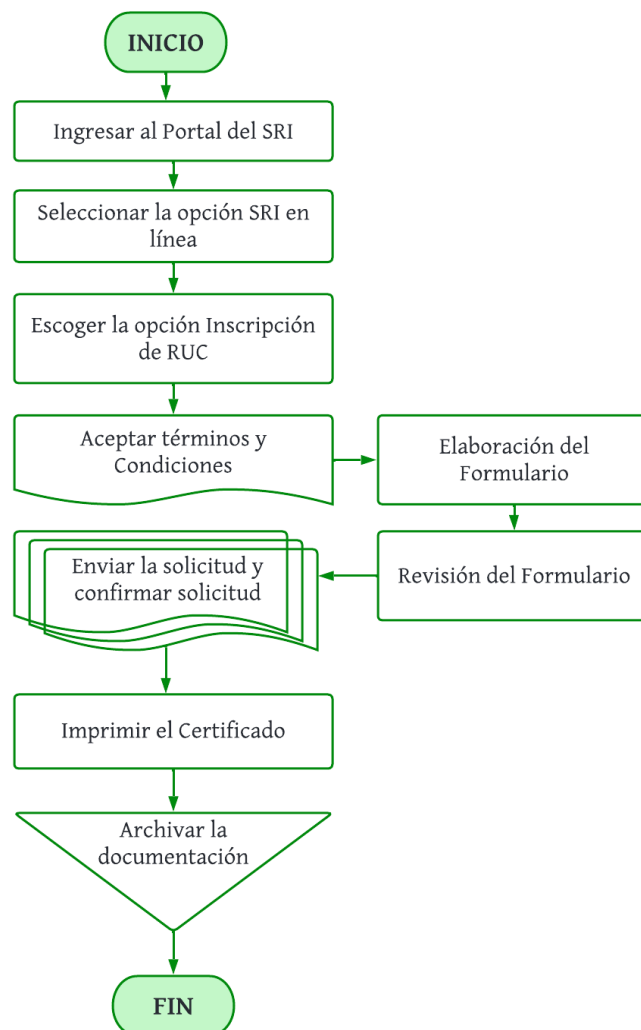 INICIO
Ingresar al Portal del SRI
Seleccionar la opción SRI en
línea
Escoger la opción Inscripción
de RUC
Aceptar términos y
Condiciones
Elaboración del
Formulario
Revisión del Formulario
Enviar la solicitud y
confirmar solicitud
Imprimir el Certificado
Archivar la
documentación
FIN